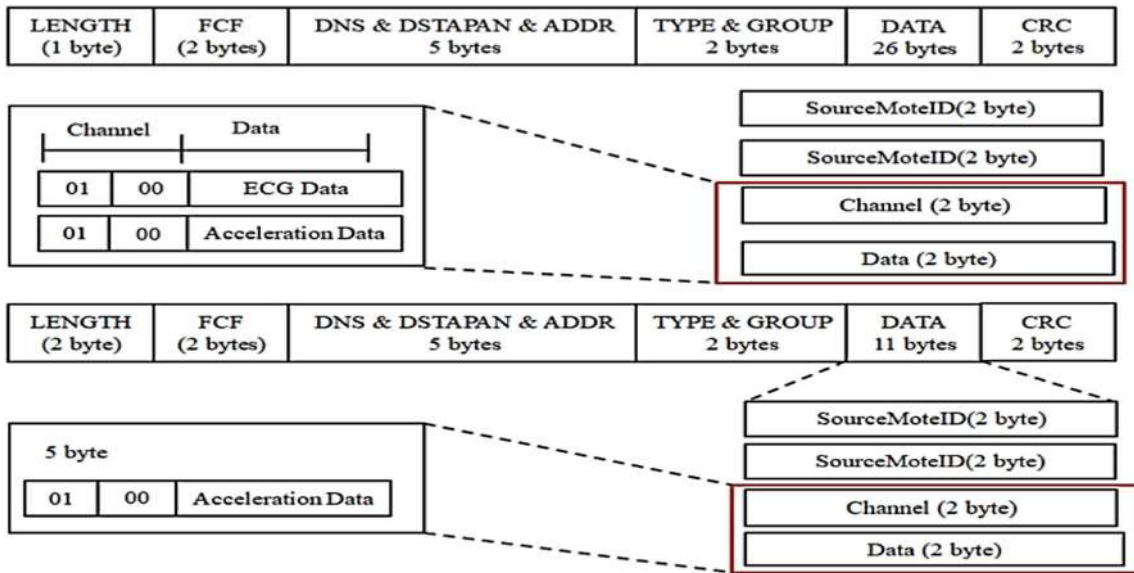 LENGTH FCF DNS & DSTAPAN & ADDR TYPE & GROUP DATA CRC
(1 byte) (2 bytes) 5 bytes 2 bytes 26 bytes 2 bytes
Channel Data
01 00 ECG Data
01 00 Acceleration Data
SourceMoteID(2 byte)
SourceMoteID(2 byte)
Channel (2 byte)
Data (2 byte)
LENGTH FCF DNS & DSTAPAN & ADDR TYPE & GROUP DATA CRC
(2 byte) (2 bytes) 5 bytes 2 bytes 11 bytes 2 bytes
5 byte
01 00 Acceleration Data
SourceMoteID(2 byte)
SourceMoteID(2 byte)
Channel (2 byte)
Data (2 byte)